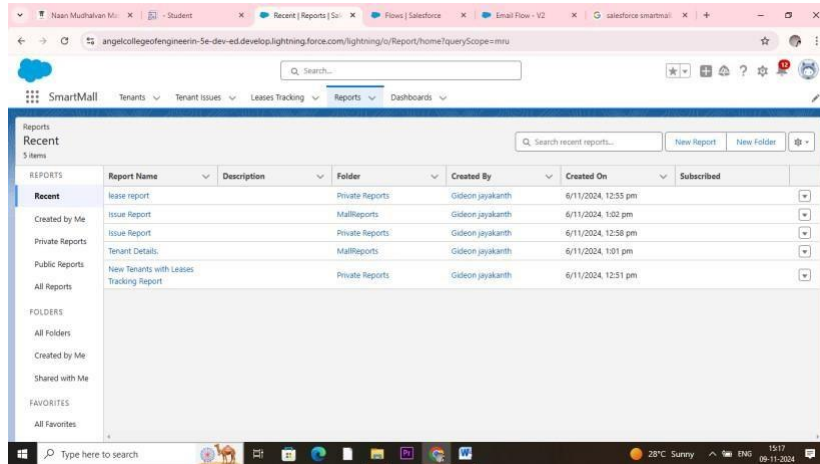 Naan Mudhalvan Ma
- Student
Recent | Reports | Sal
Flows | Salesforce
Email Flow - V2
salesforce smartmall
angelcollegeofengineerin-5e-dev-ed.develop.lightning.force.com/lightning/o/Report/home?queryScope=mru
Search...
12
SmartMall
Tenants
Tenant Issues
Leases Tracking
Reports
Dashboards
Reports
Recent
5 items
Search recent reports...
New Report
New Folder
REPORTS
Report Name
Description
Folder
Created By
Created On
Subscribed
Recent
lease report
Private Reports
Gideon jayakanth
6/11/2024, 12:55 pm
Created by Me
Issue Report
MallReports
Gideon jayakanth
6/11/2024, 1:02 pm
Issue Report
Private Reports
Gideon jayakanth
6/11/2024, 12:58 pm
Private Reports
Tenant Details.
MallReports
Gideon jayakanth
6/11/2024, 1:01 pm
Public Reports
New Tenants with Leases
Tracking Report
Private Reports
Gideon jayakanth
6/11/2024, 12:51 pm
All Reports
FOLDERS
All Folders
Created by Me
Shared with Me
FAVORITES
All Favorites
Type here to search
Pr
W
28°C Sunny
ENG
15:17
09-11-2024